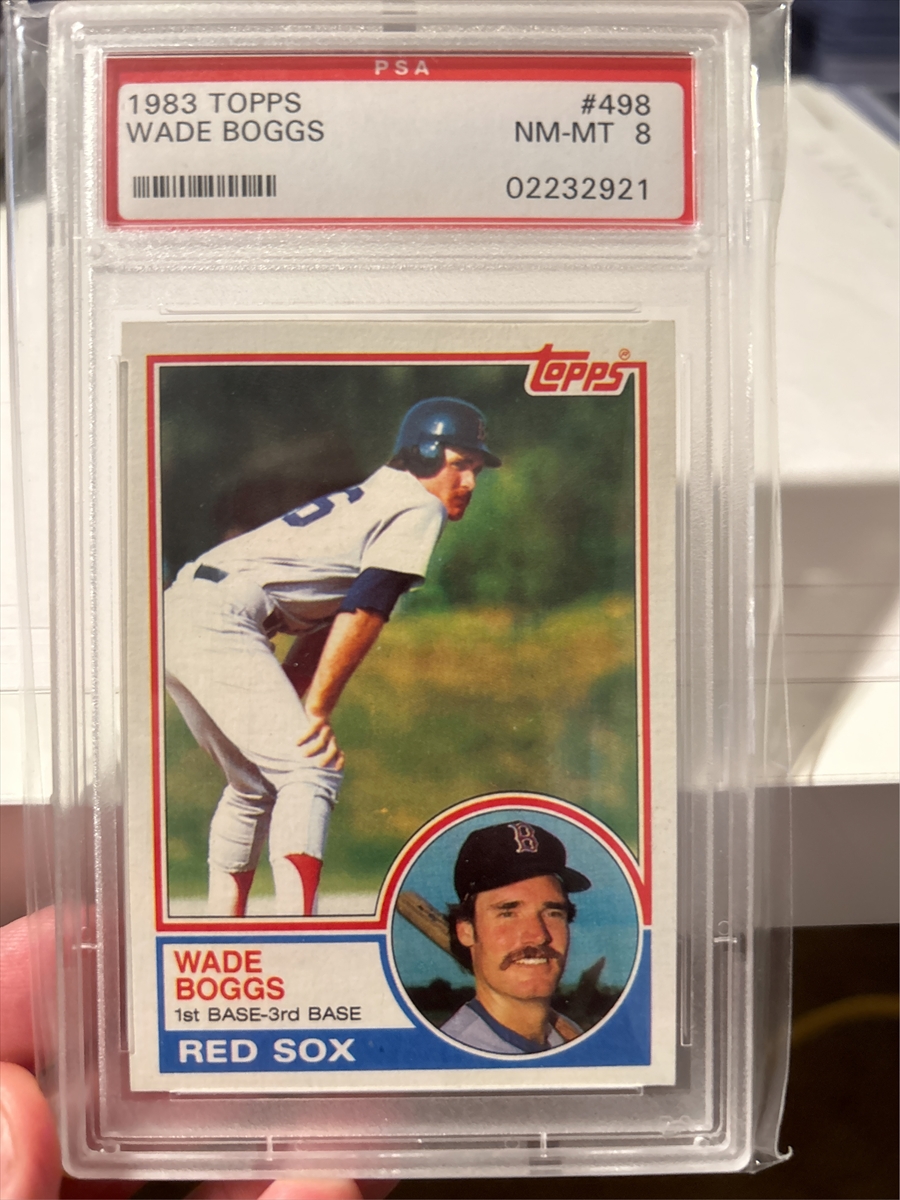 PSA
1983 TOPPS #498
WADE BOGGS NM-MT 8
02232921
Topps®
6
B
B
WADE
BOGGS
1st BASE-3rd BASE
RED SOX